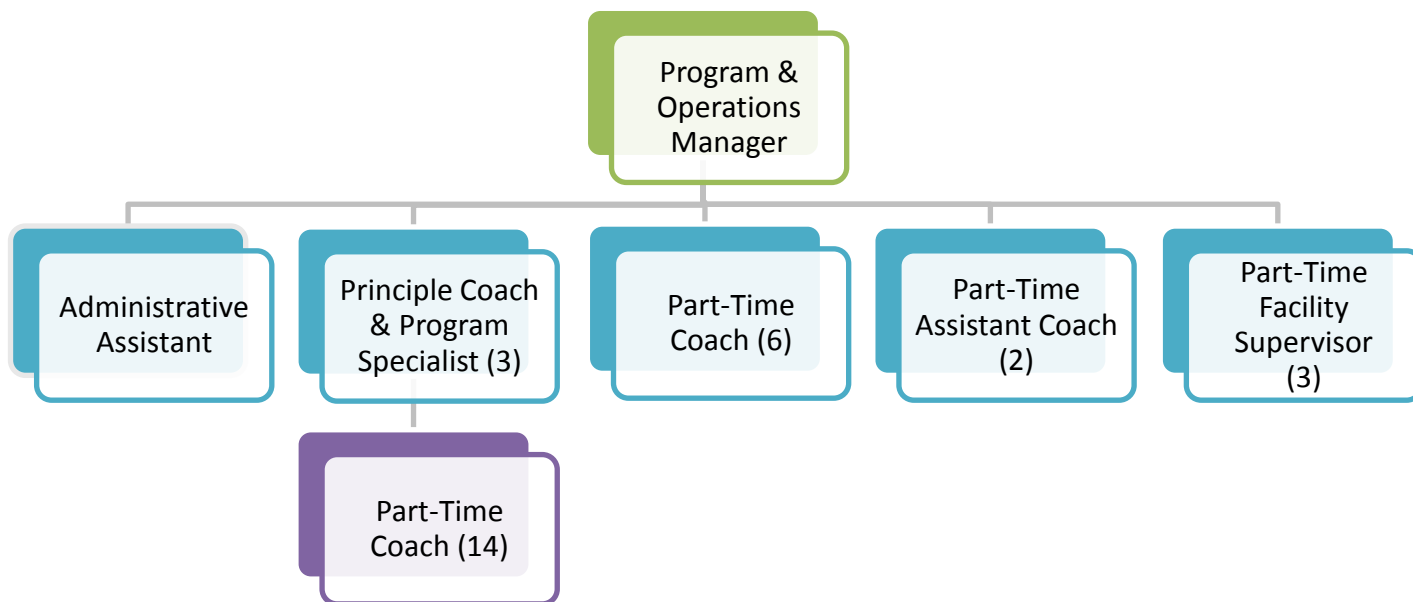 Program &
Operations
Manager
Administrative
Assistant
Principle Coach
& Program
Specialist (3)
Part-Time
Coach (6)
Part-Time
Assistant Coach
(2)
Part-Time
Facility
Supervisor
(3)
Part-Time
Coach (14)